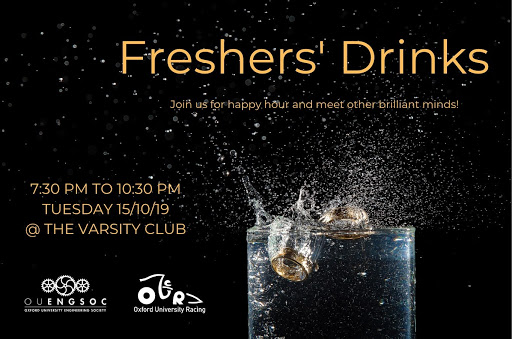 Freshers' Drinks
Join us for happy hour and meet other brilliant minds!
7:30 PM TO 10:30 PM
TUESDAY 15/10/19
@ THE VARSITY CLUB
OUENGSOC
OXFORD UNIVERSITY ENGINEERING SOCIETY
OUR
Oxford University Racing